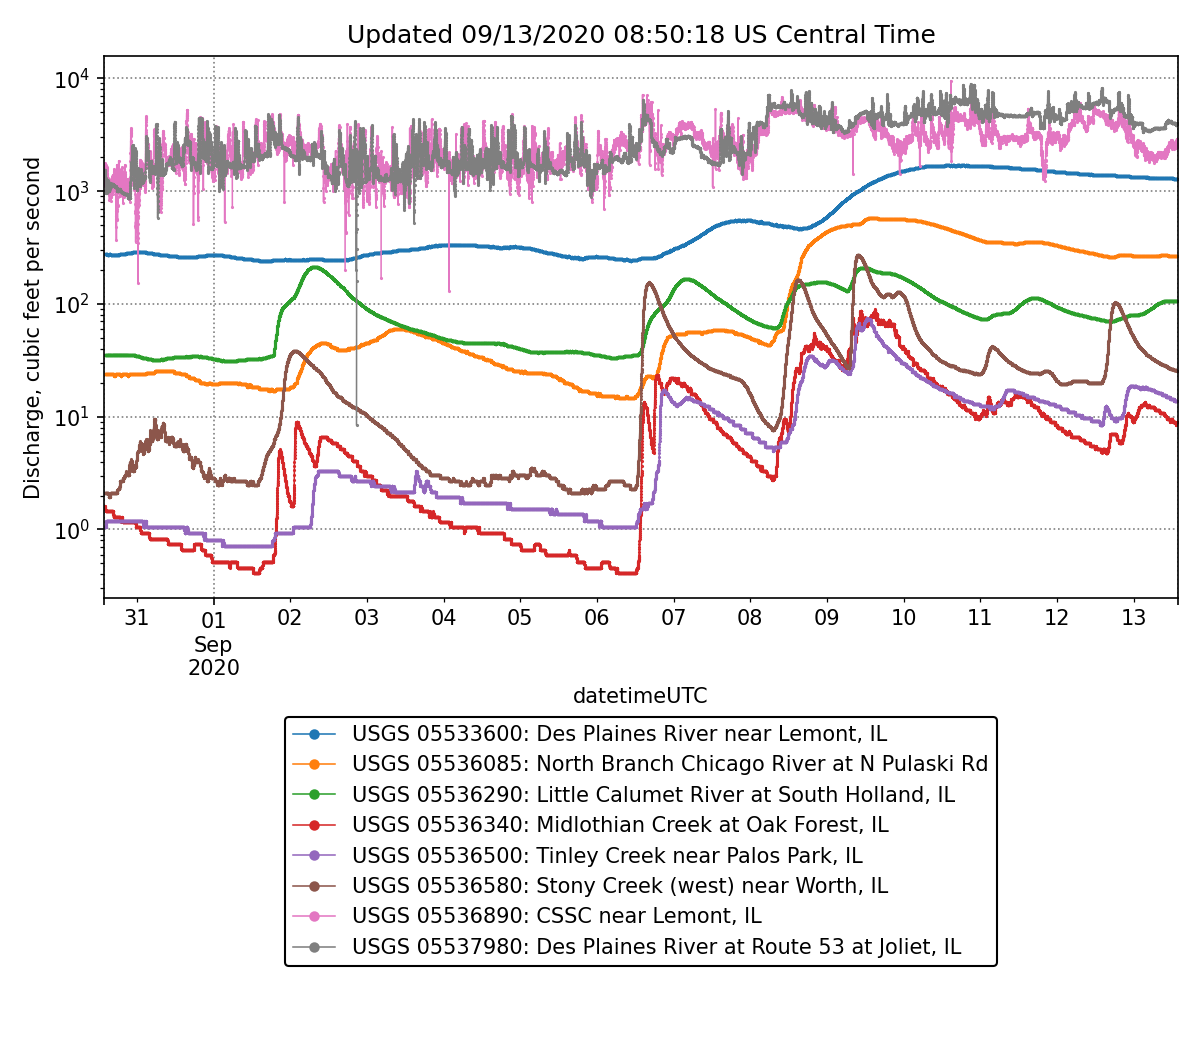 Updated 09/13/2020 08:50:18 US Central Time
Discharge, cubic feet per second
10⁴
10³
10²
10¹
10⁰
31 01 02 03 04 05 06 07 08 09 10 11 12 13
Sep
2020
datetimeUTC
USGS 05533600: Des Plaines River near Lemont, IL
USGS 05536085: North Branch Chicago River at N Pulaski Rd
USGS 05536290: Little Calumet River at South Holland, IL
USGS 05536340: Midlothian Creek at Oak Forest, IL
USGS 05536500: Tinley Creek near Palos Park, IL
USGS 05536580: Stony Creek (west) near Worth, IL
USGS 05536890: CSSC near Lemont, IL
USGS 05537980: Des Plaines River at Route 53 at Joliet, IL